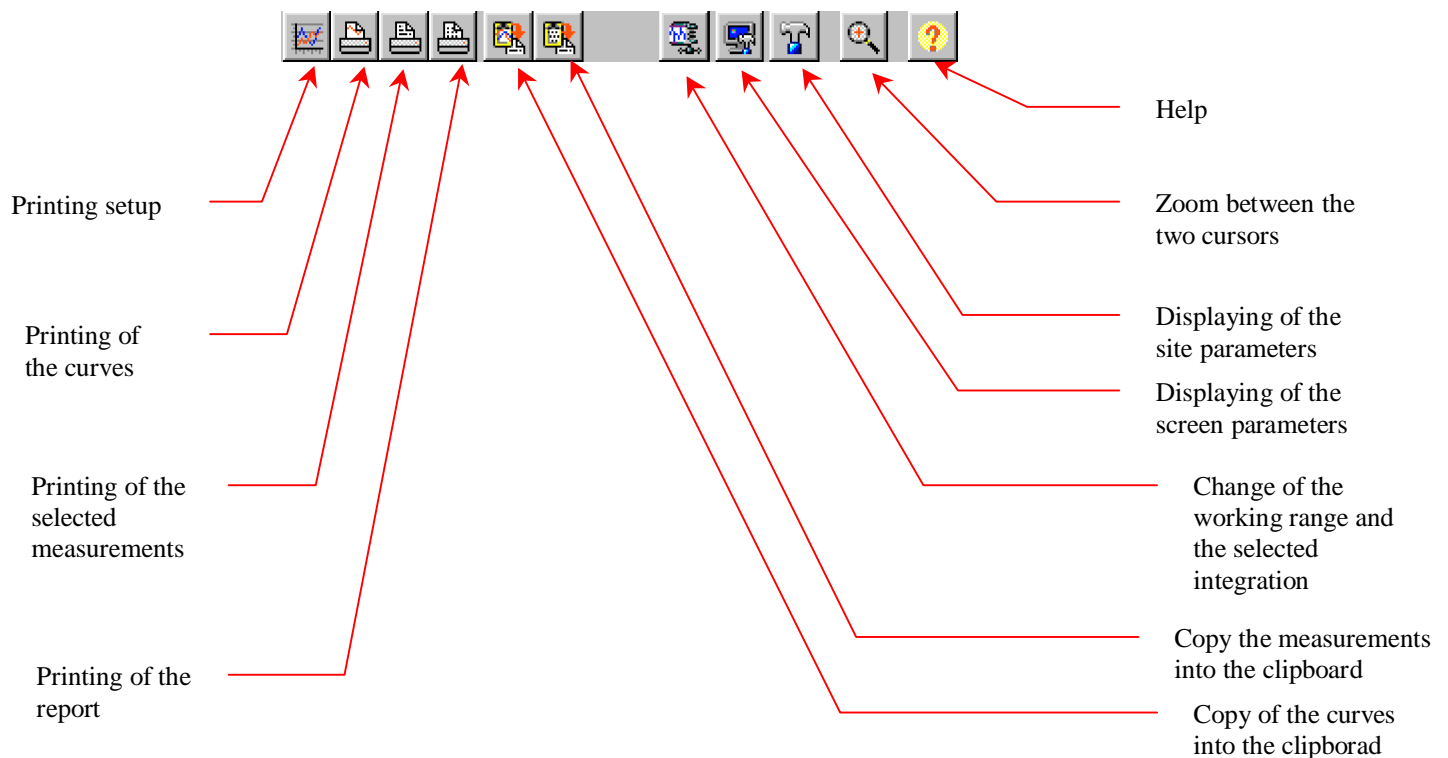 Printing setup
Printing of
the curves
Printing of the
selected
measurements
Printing of the
report
Help
Zoom between the
two cursors
Displaying of the
site parameters
Displaying of the
screen parameters
Change of the
working range and
the selected
integration
Copy the measurements
into the clipboard
Copy of the curves
into the clipborad